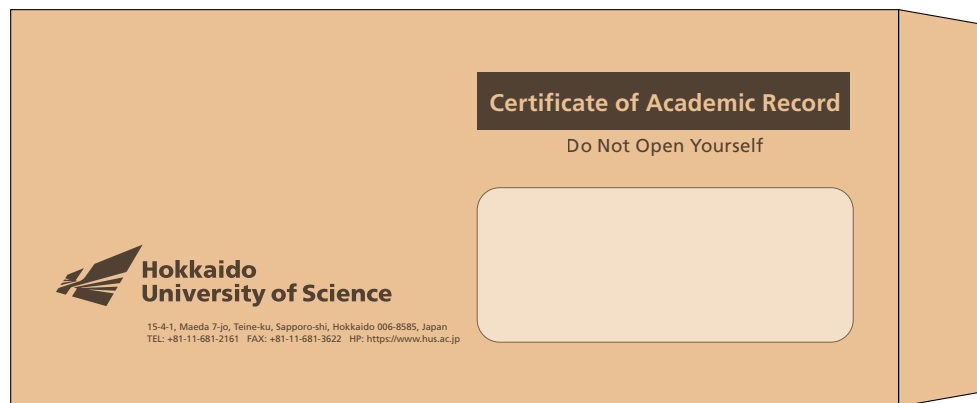 Certificate of Academic Record
Do Not Open Yourself
Hokkaido
University of Science
15-4-1, Maeda 7-jo, Teine-ku, Sapporo-shi, Hokkaido 006-8585, Japan
TEL: +81-11-681-2161 FAX: +81-11-681-3622 HP: https://www.hus.ac.jp